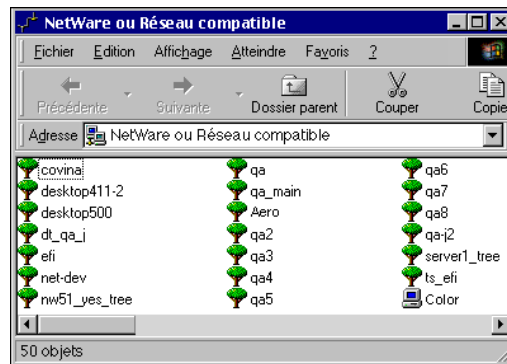 NetWare ou Réseau compatible
Fichier Edition Affichage Atteindre Favoris ?
Précédente Suivante Dossier parent Couper Copie
Adresse NetWare ou Réseau compatible
covina qa qa6
desktop411-2 qa_main qa7
desktop500 Aero qa8
dt_qa_j qa2 qa-j2
efi qa3 server1_tree
net-dev qa4 ts_efi
nw51_yes_tree qa5 Color
50 objets